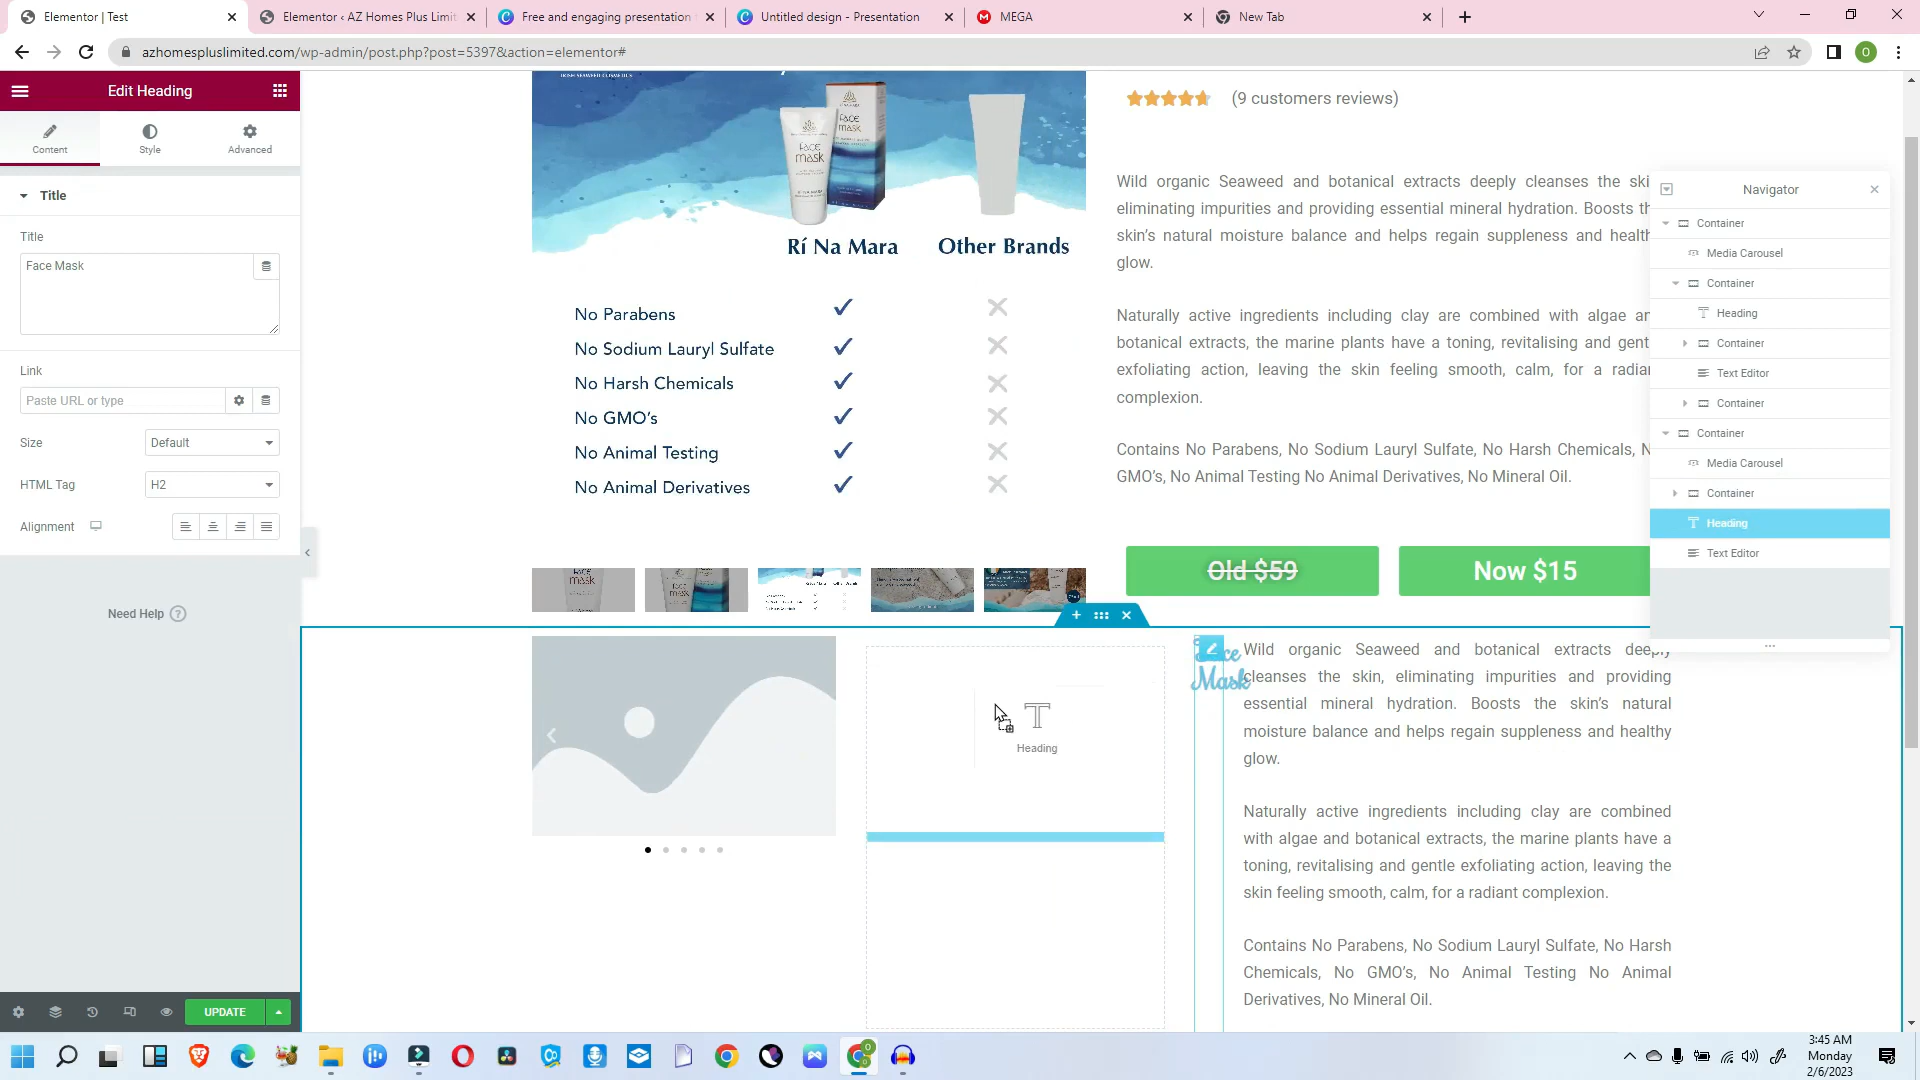 Elementor | Test
Elementor ‹ AZ Homes Plus Limit
Free and engaging presentation
Untitled design - Presentation
MEGA
New Tab
azhomespluslimited.com/wp-admin/post.php?post=5397&action=elementor#
O
Edit Heading
Content
Style
Advanced
Title
Title
Face Mask
Link
Paste URL or type
Size
Default
HTML Tag
H2
Alignment
Need Help ?
UPDATE
IRISH SEAWEED COSMETICS
face
mask
FACE
MASK
Rí Na Mara
Other Brands
No Parabens
No Sodium Lauryl Sulfate
No Harsh Chemicals
No GMO's
No Animal Testing
No Animal Derivatives
(9 customers reviews)
Wild organic Seaweed and botanical extracts deeply cleanses the ski
eliminating impurities and providing essential mineral hydration. Boosts th
skin's natural moisture balance and helps regain suppleness and health
glow.
Naturally active ingredients including clay are combined with algae an
botanical extracts, the marine plants have a toning, revitalising and gent
exfoliating action, leaving the skin feeling smooth, calm, for a radian
complexion.
Contains No Parabens, No Sodium Lauryl Sulfate, No Harsh Chemicals, N
GMO's, No Animal Testing No Animal Derivatives, No Mineral Oil.
Old $59
Now $15
Navigator
Container
Media Carousel
Container
Heading
Container
Text Editor
Container
Container
Media Carousel
Container
Heading
Text Editor
Heading
Face
Mask
Wild organic Seaweed and botanical extracts deeply
cleanses the skin, eliminating impurities and providing
essential mineral hydration. Boosts the skin's natural
moisture balance and helps regain suppleness and healthy
glow.
Naturally active ingredients including clay are combined
with algae and botanical extracts, the marine plants have a
toning, revitalising and gentle exfoliating action, leaving the
skin feeling smooth, calm, for a radiant complexion.
Contains No Parabens, No Sodium Lauryl Sulfate, No Harsh
Chemicals, No GMO's, No Animal Testing No Animal
Derivatives, No Mineral Oil.
3:45 AM
Monday
2/6/2023